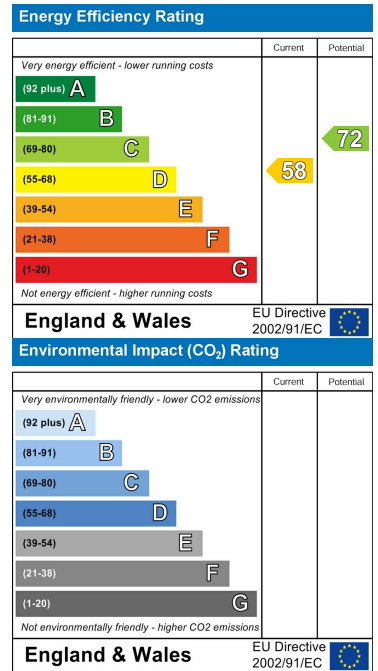 Energy Efficiency Rating
Current Potential
Very energy efficient - lower running costs
(92 plus) A
(81-91) B
(69-80) C
72
(55-68) D
58
(39-54) E
(21-38) F
(1-20) G
Not energy efficient - higher running costs
England & Wales
EU Directive
2002/91/EC
Environmental Impact (CO₂) Rating
Current Potential
Very environmentally friendly - lower CO2 emissions
(92 plus) A
(81-91) B
(69-80) C
(55-68) D
(39-54) E
(21-38) F
(1-20) G
Not environmentally friendly - higher CO2 emissions
England & Wales
EU Directive
2002/91/EC